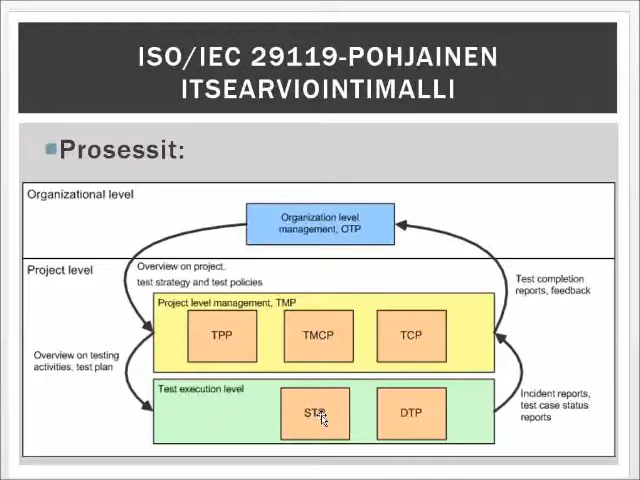 ISO/IEC 29119-POHJAINEN
ITSEARVIOINTIMALLI
Prosessit:
Organizational level
Organization level
management, OTP
Project level
Overview on project,
test strategy and test policies
Test completion
reports, feedback
Project level management, TMP
TPP
TMCP
TCP
Overview on testing
activities, test plan
Test execution level
DTP
Incident reports,
test case status
reports